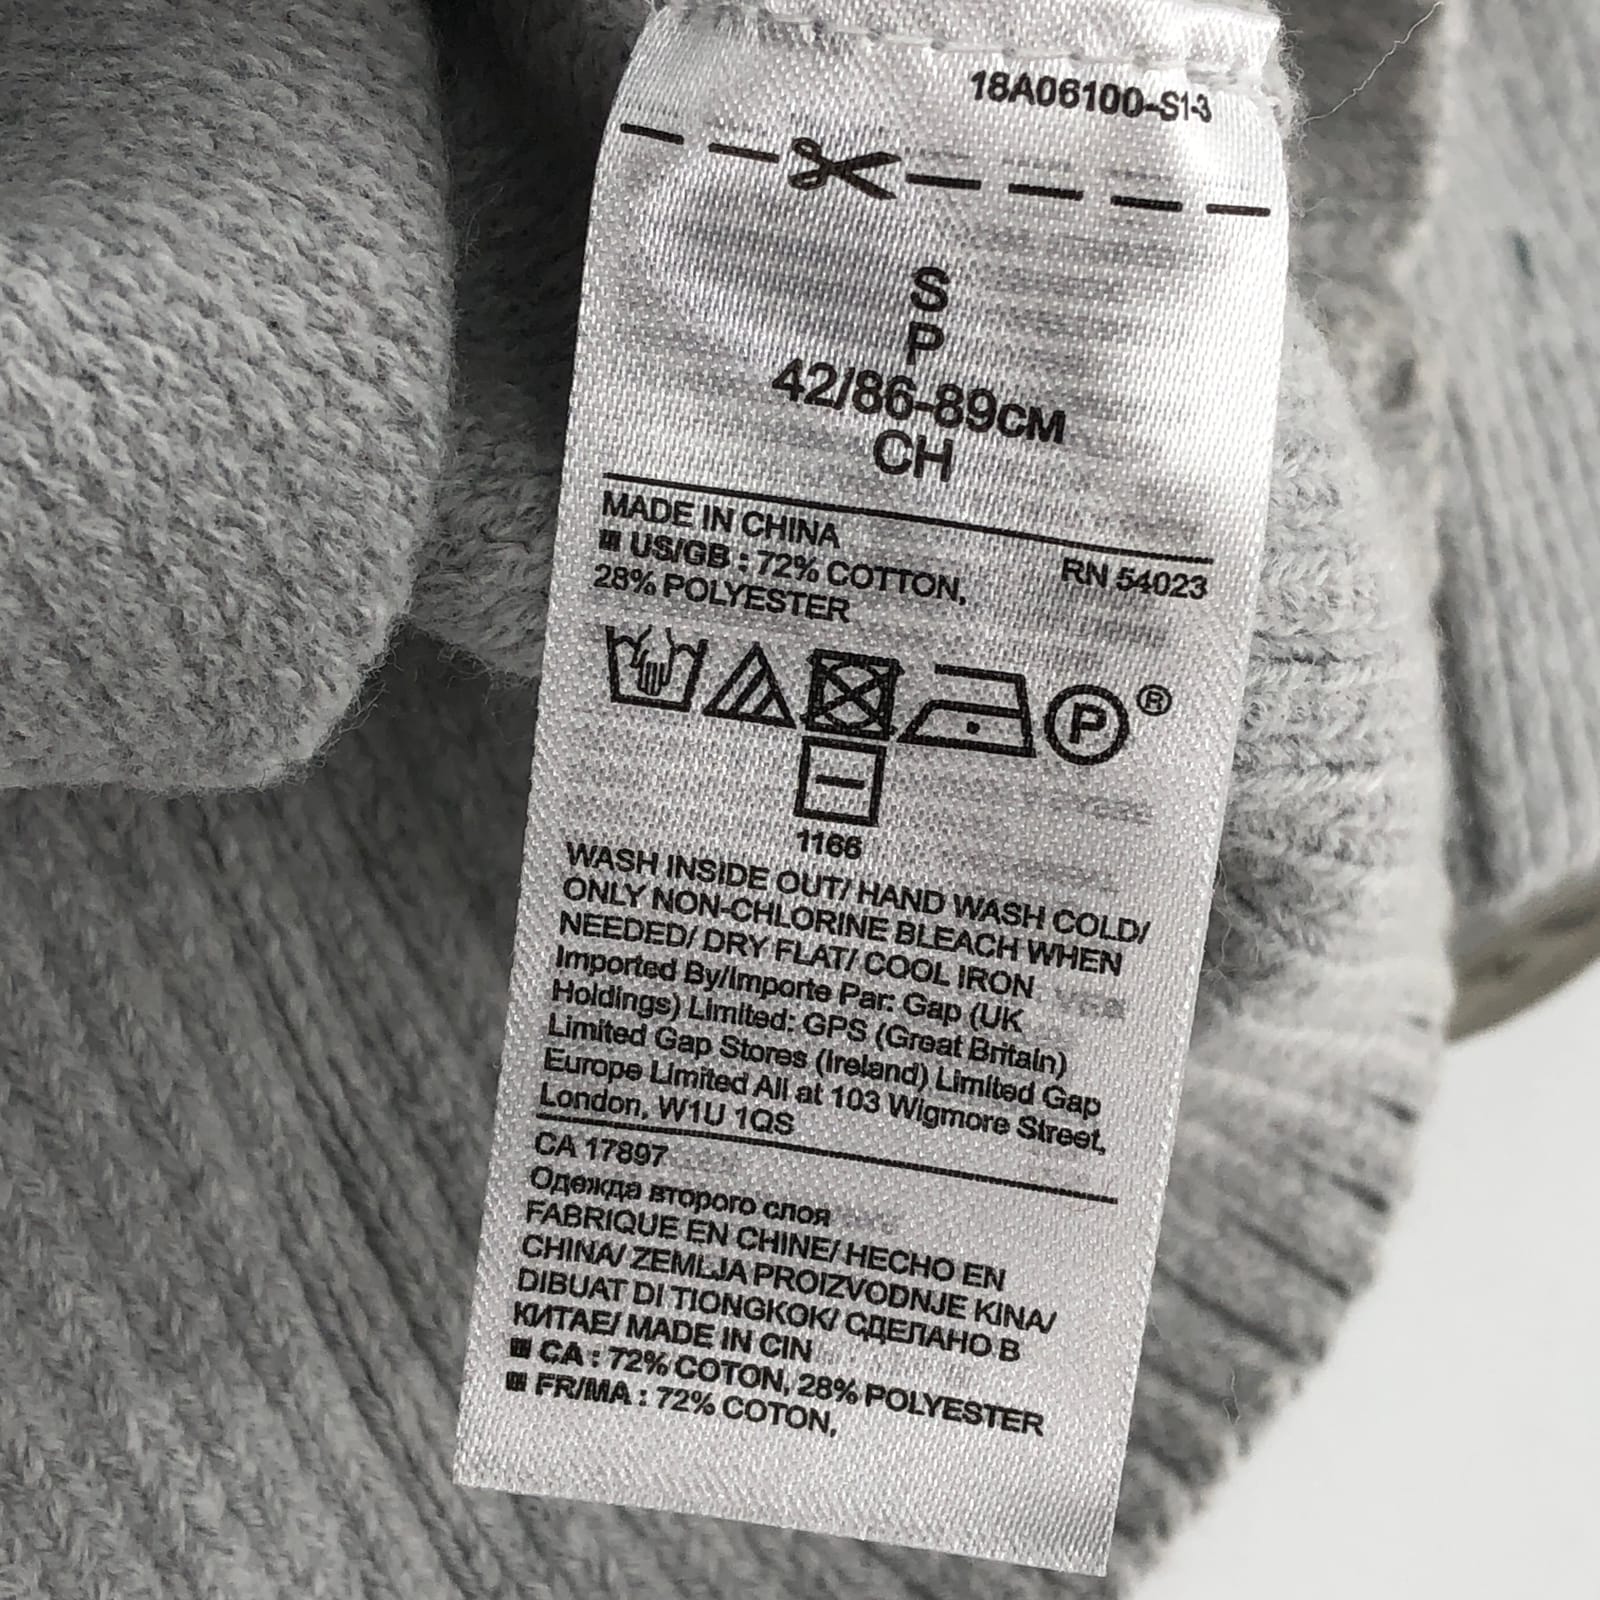 18A06100-S1-3
S
P
42/86-89см
CH
MADE IN CHINA
RN 54023
US/GB : 72% COTTON,
28% POLYESTER
P ®
1166
WASH INSIDE OUT/ HAND WASH COLD/
ONLY NON-CHLORINE BLEACH WHEN
NEEDED/ DRY FLAT/ COOL IRON
Imported By/Importe Par: Gap (UK
Holdings) Limited: GPS (Great Britain)
Limited Gap Stores (Ireland) Limited Gap
Europe Limited All at 103 Wigmore Street,
London, W1U 1QS
CA 17897
Одежда второго слоя
FABRIQUE EN CHINE/ HECHO EN
CHINA/ ZEMLJA PROIZVODNJE KINA/
DIBUAT DI TIONGKOK/ СДЕЛАНО В
КИТАЕ/ MADE IN CIN
CA : 72% COTON, 28% POLYESTER
FR/MA : 72% COTON,